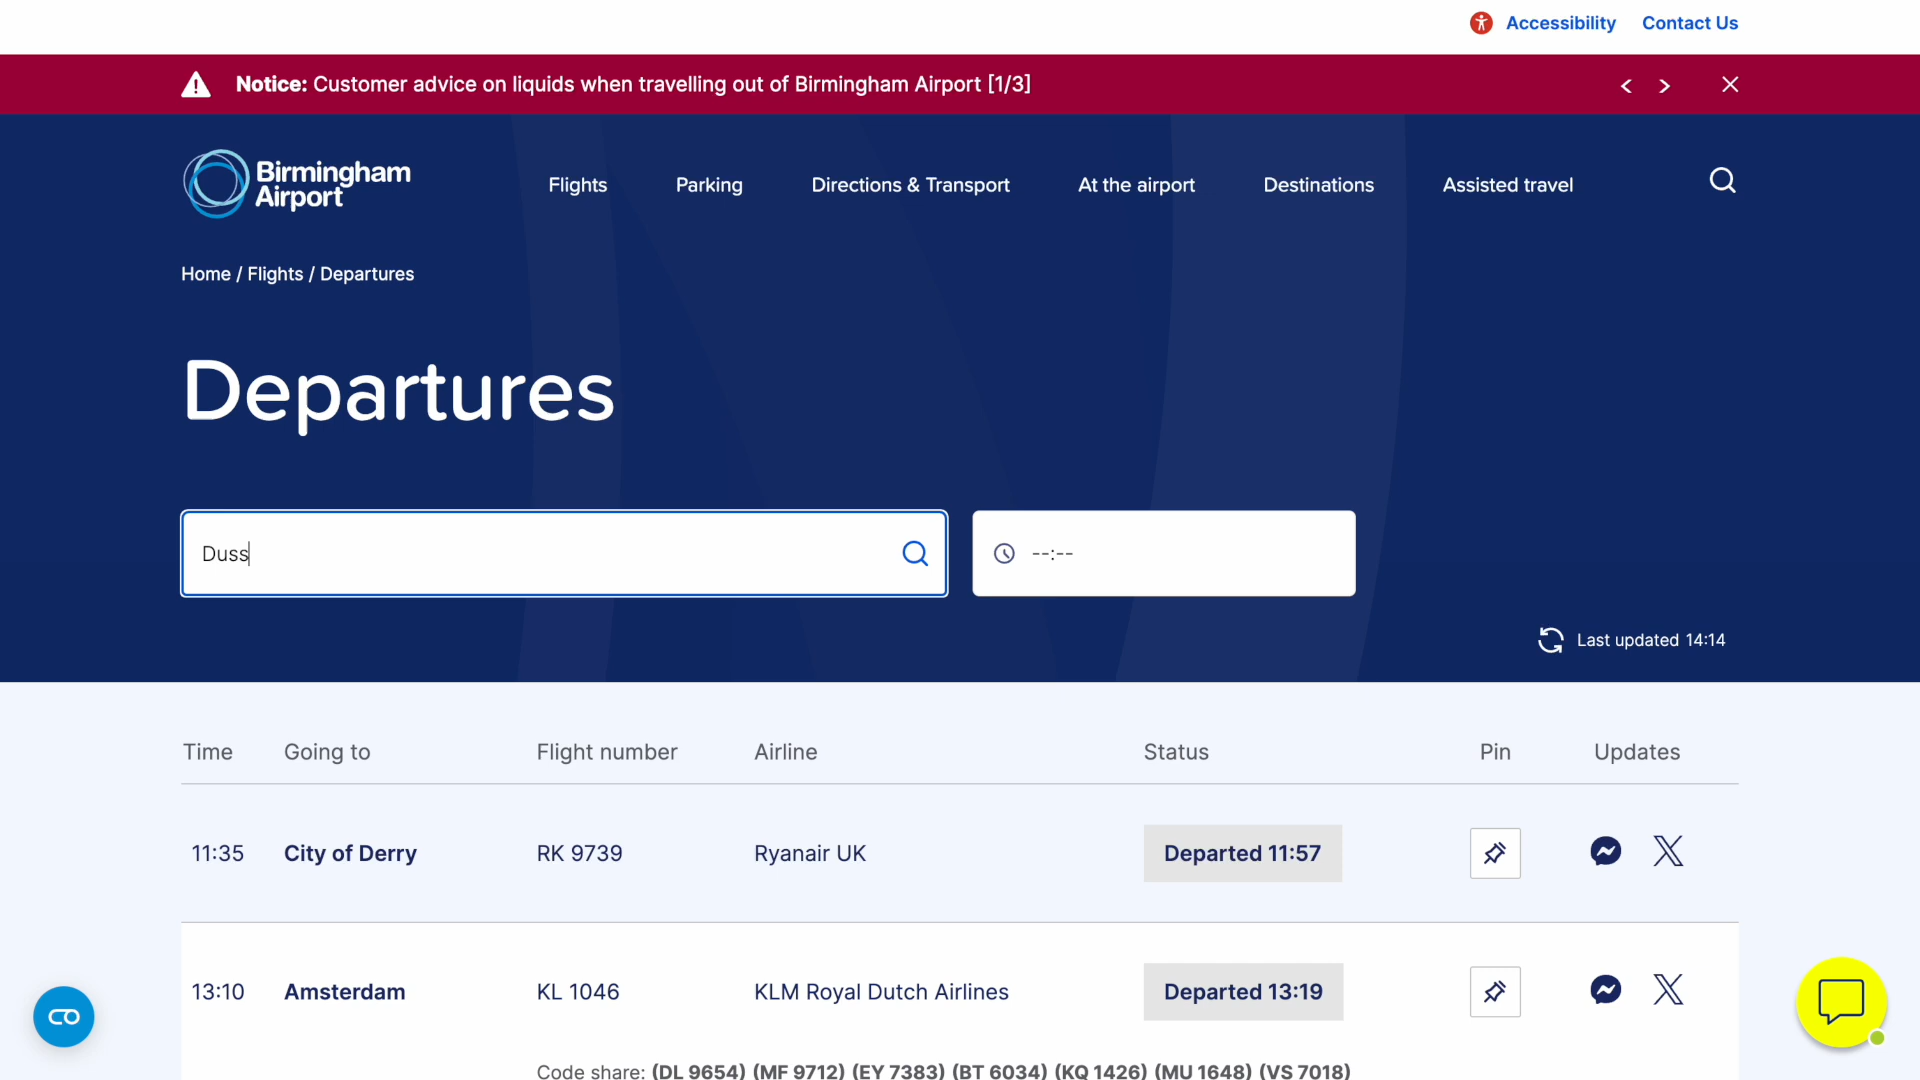 Accessibility Contact Us
Notice: Customer advice on liquids when travelling out of Birmingham Airport [1/3]
Birmingham
Airport
Flights Parking Directions & Transport At the airport Destinations Assisted travel
Home / Flights / Departures
Departures
Duss
--:--
Last updated 14:14
Time Going to Flight number Airline Status Pin Updates
11:35 City of Derry RK 9739 Ryanair UK Departed 11:57
13:10 Amsterdam KL 1046 KLM Royal Dutch Airlines Departed 13:19
Code share: (DL 9654) (MF 9712) (EY 7383) (BT 6034) (KQ 1426) (MU 1648) (VS 7018)